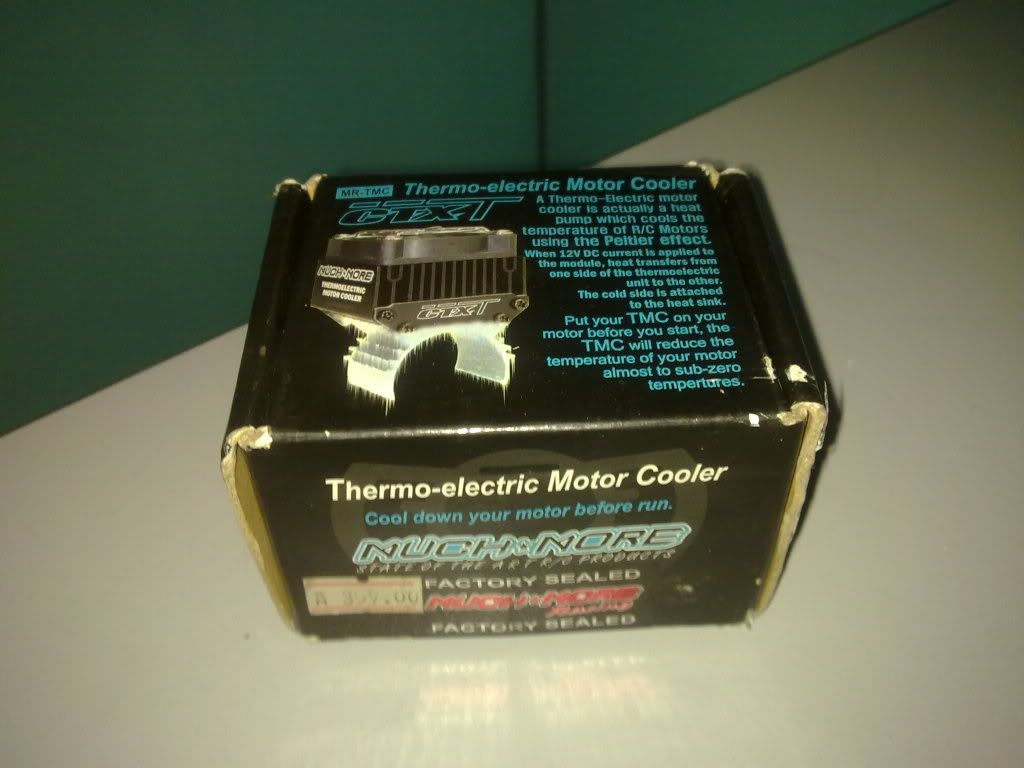 MR-TMC Thermo-electric Motor Cooler
CTX-T
A Thermo-Electric motor
cooler is actually a heat
pump which cools the
temperature of R/C Motors
using the Peltier effect.
When 12V DC current is applied to
the module, heat transfers from
one side of the thermoelectric
unit to the other.
The cold side is attached
to the heat sink.
Put your TMC on your
motor before you start, the
TMC will reduce the
temperature of your motor
almost to sub-zero
tempertures.
MUCH MORE
THERMOELECTRIC
MOTOR COOLER
CTX-T
Thermo-electric Motor Cooler
Cool down your motor before run.
MUCH MORE
STATE OF THE ART R/C PRODUCTS
FACTORY SEALED
MUCH MORE
Racing
FACTORY SEALED